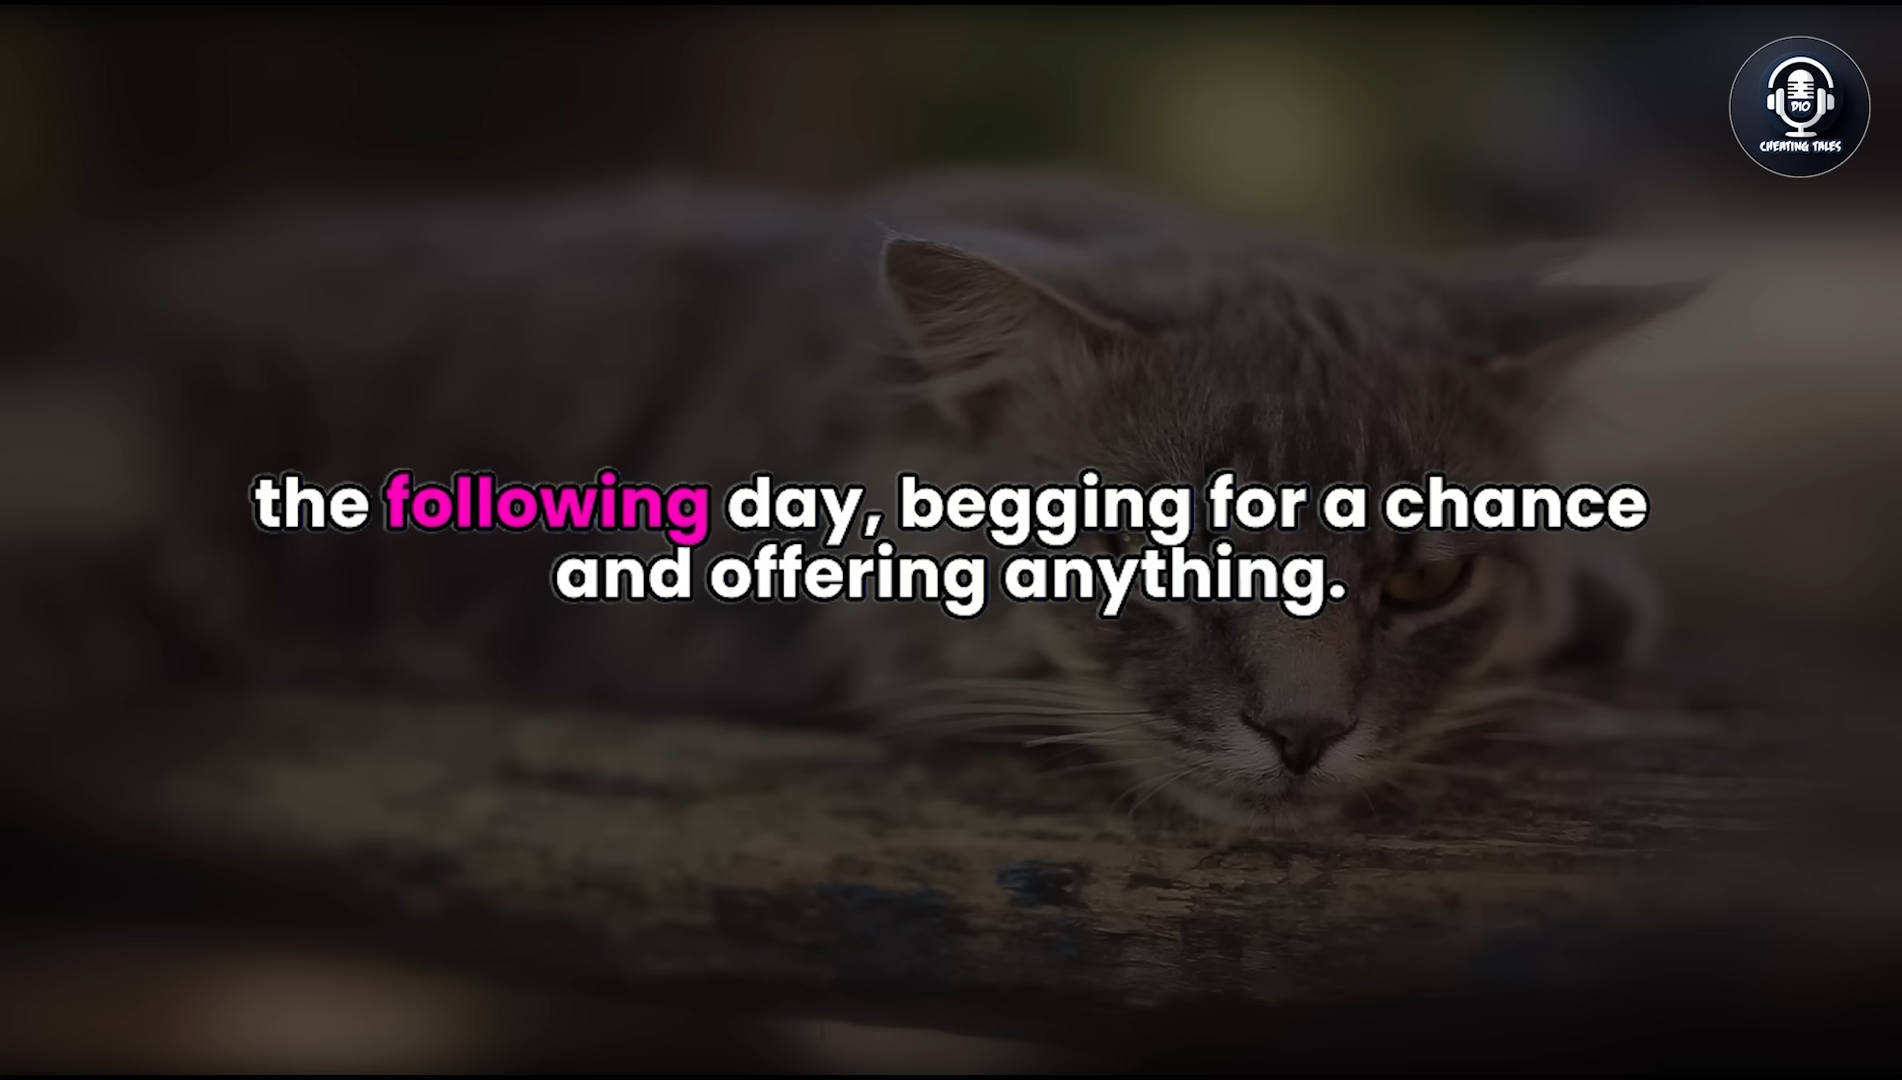 DIO
CHEATING TALES
the following day, begging for a chance
and offering anything.